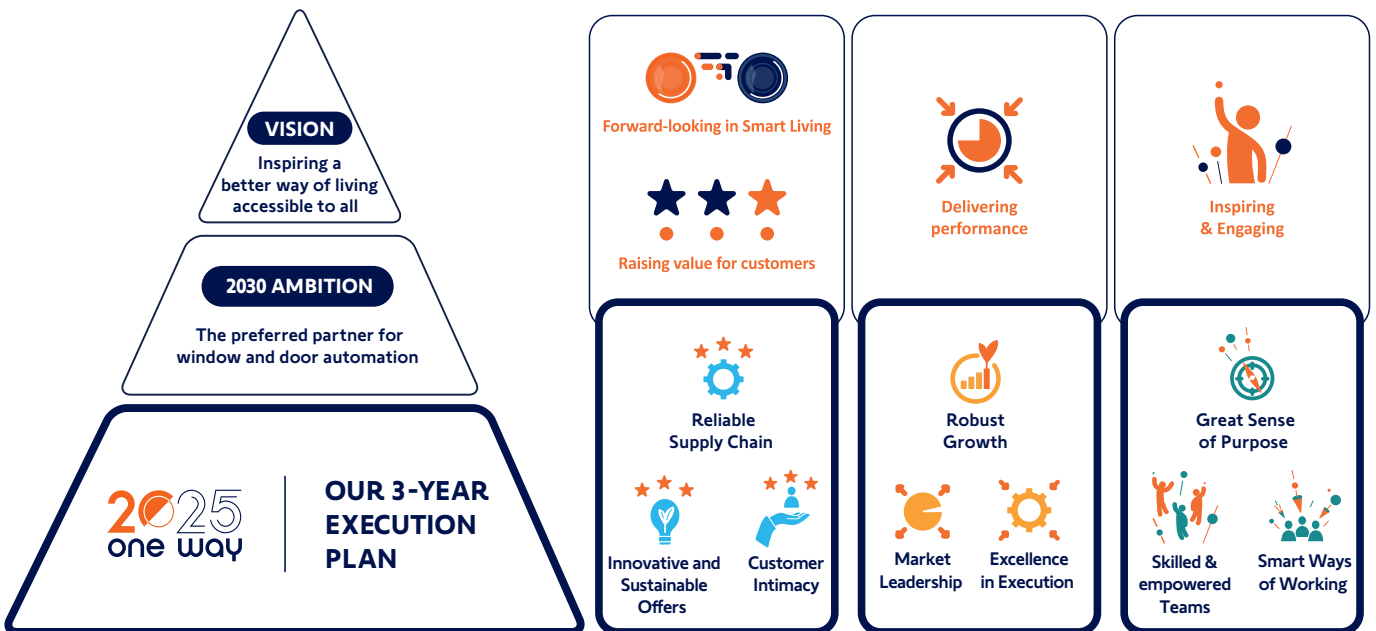 VISION
Inspiring a
better way of living
accessible to all
2030 AMBITION
The preferred partner for
window and door automation
2025
one way
OUR 3-YEAR
EXECUTION
PLAN
Forward-looking in Smart Living
Raising value for customers
Delivering
performance
Inspiring
& Engaging
Reliable
Supply Chain
Innovative and
Sustainable
Offers
Customer
Intimacy
Robust
Growth
Market
Leadership
Excellence
in Execution
Great Sense
of Purpose
Skilled &
empowered
Teams
Smart Ways
of Working